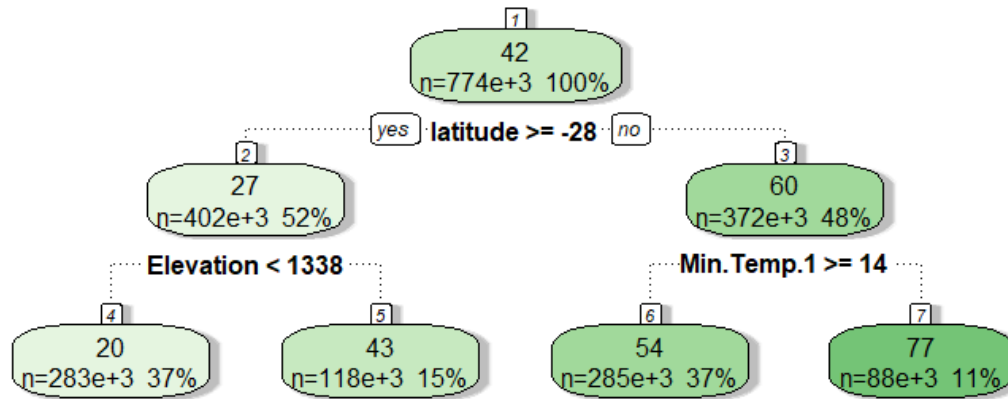 1
42
n=774e+3 100%
yes latitude >= -28 no
2
27
n=402e+3 52%
3
60
n=372e+3 48%
Elevation < 1338
Min.Temp.1 >= 14
4
20
n=283e+3 37%
5
43
n=118e+3 15%
6
54
n=285e+3 37%
7
77
n=88e+3 11%